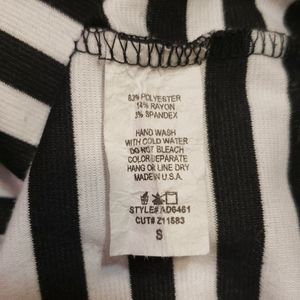 83% POLYESTER
14% RAYON
3% SPANDEX
HAND WASH
WITH COLD WATER
DO NOT BLEACH
COLOR SEPARATE
HANG OR LINE DRY
MADE IN U.S.A.
STYLE# AD6461
CUT# Z11583
S